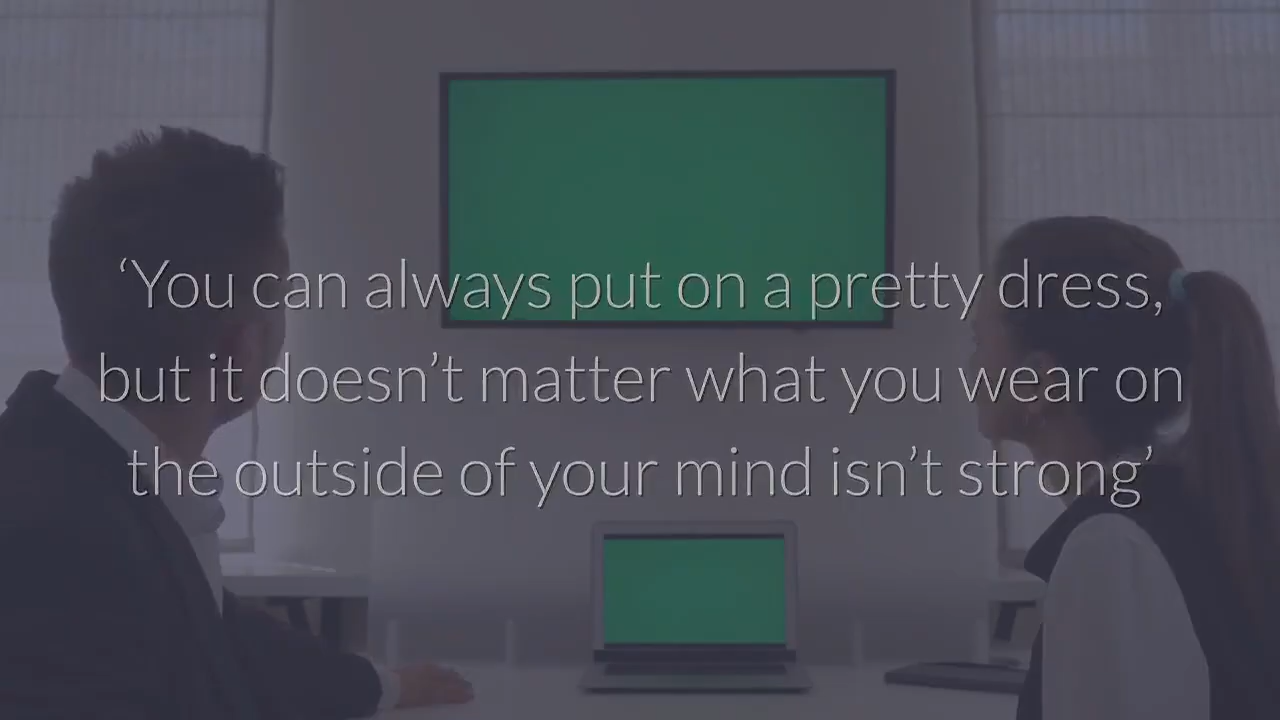 ‘You can always put on a pretty dress,
but it doesn’t matter what you wear on
the outside of your mind isn’t strong’